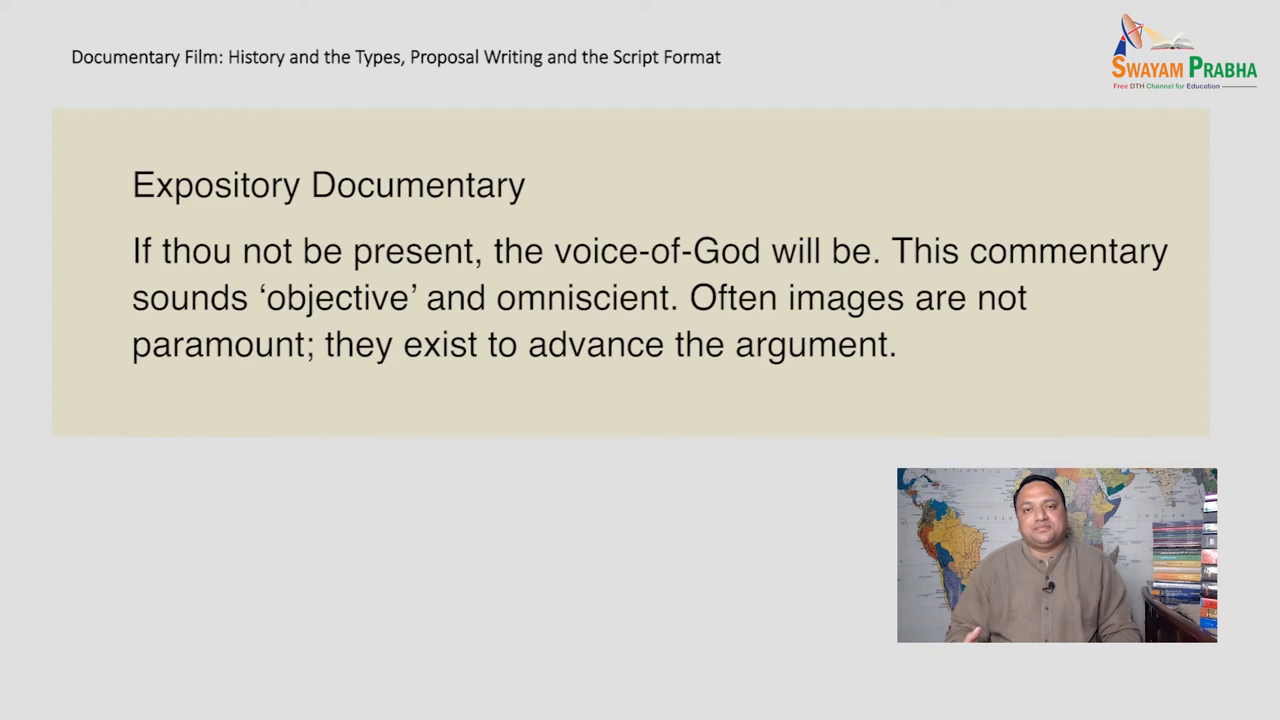 Documentary Film: History and the Types, Proposal Writing and the Script Format
SWAYAM PRABHA
Free DTH Channel for Education
Expository Documentary
If thou not be present, the voice-of-God will be. This commentary
sounds ‘objective’ and omniscient. Often images are not
paramount; they exist to advance the argument.